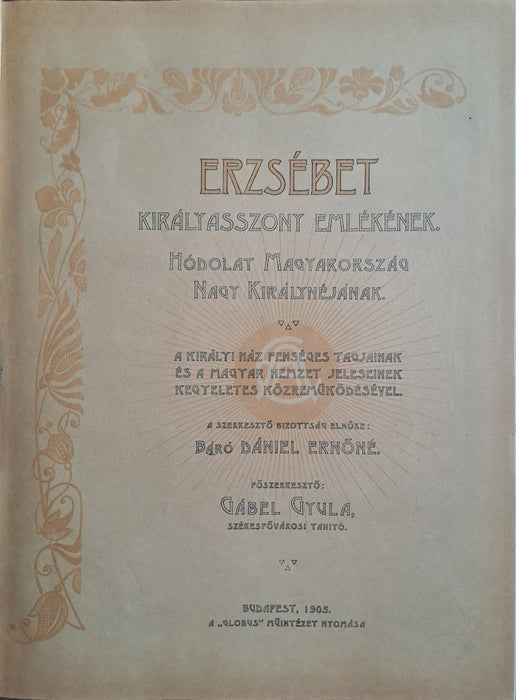 ERZSÉBET
KIRÁLYASSZONY EMLÉKÉNEK.
HÓDOLAT MAGYARORSZÁG
NAGY KIRÁLYNÉJÁNAK.
A KIRÁLYI HÁZ FENSÉGES TAGJAINAK
ÉS A MAGYAR NEMZET JELESEINEK
KEGYELETES KÖZREMŰKÖDÉSÉVEL.
A SZERKESZTŐ BIZOTTSÁG ELNÖKE:
BÁRÓ DÁNIEL ERNŐNÉ.
FŐSZERKESZTŐ:
GÁBEL GYULA,
SZÉKESFŐVÁROSI TANITÓ.
BUDAPEST, 1905.
A „GLOBUS" MŰINTÉZET NYOMÁSA